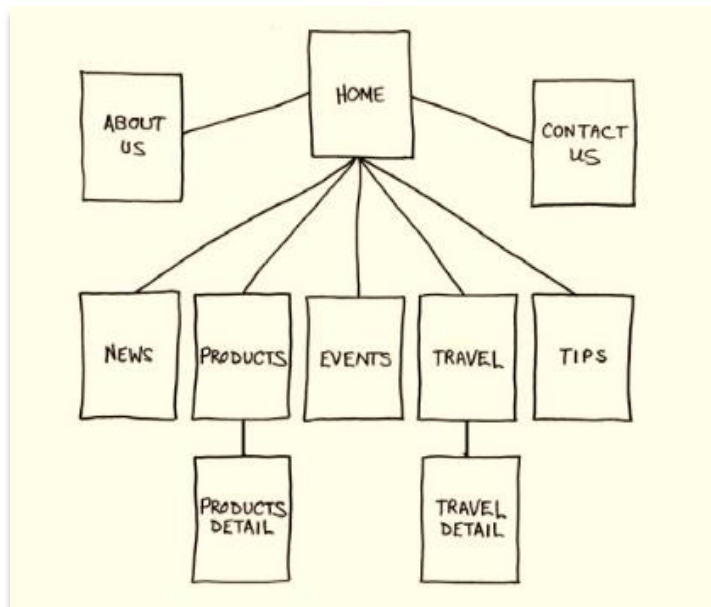 HOME
ABOUT
US
CONTACT
US
NEWS
PRODUCTS
EVENTS
TRAVEL
TIPS
PRODUCTS
DETAIL
TRAVEL
DETAIL